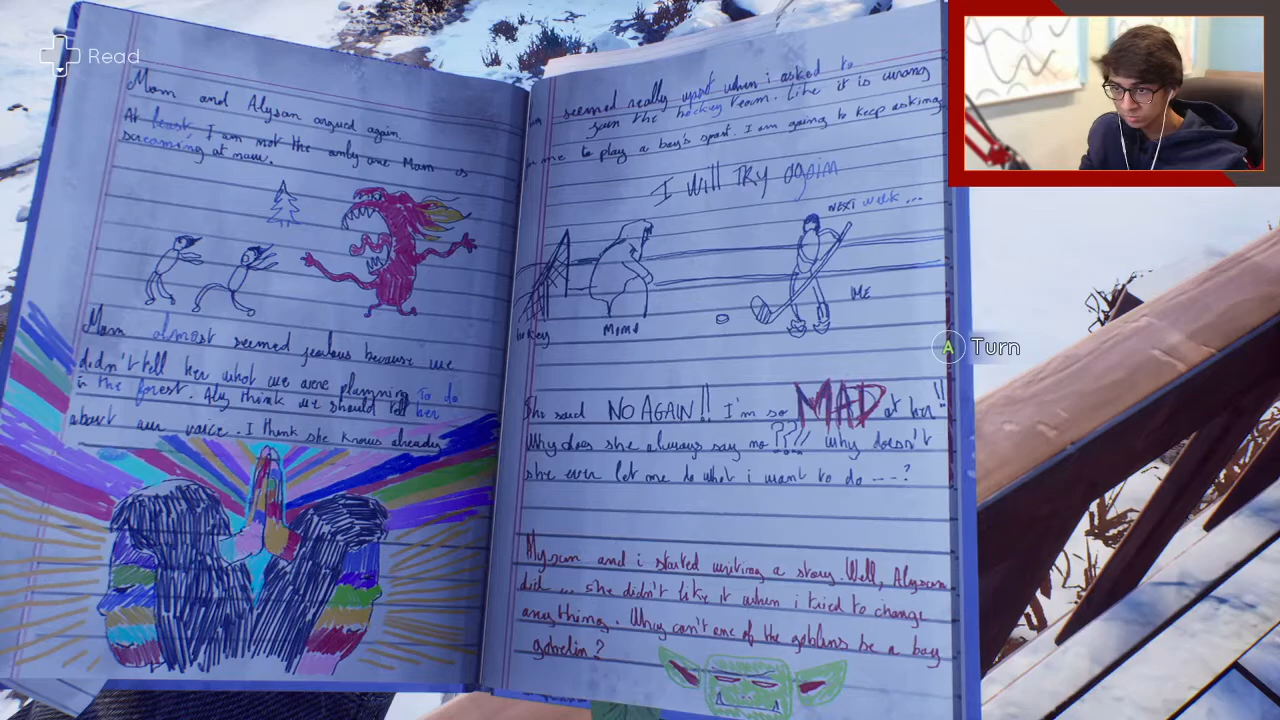 Read
Mom and Alyson argued again.
At least I am not the only one Mom is
screaming at now.
Mom almost seemed jealous because we
didn't tell her what we were planning to do
in the forest. Aly think we should tell her
about our voice. I think she knows already
seemed really upset when i asked to
join the hockey team. Like it is wrong
me to play a boy's sport. I am going to keep asking
I will TRY again
NEXT week ...
ME
hockey
Moms
She said NO AGAIN!! I'm so MAD at her!!
Why does she always say no ??!! why doesn't
she even let me do what i want to do ---?
Alyson and i started writing a story. Well, Alyson
did ... she didn't like it when i tried to change
anything. Why can't one of the goblins be a boy
gobelin?
A Turn